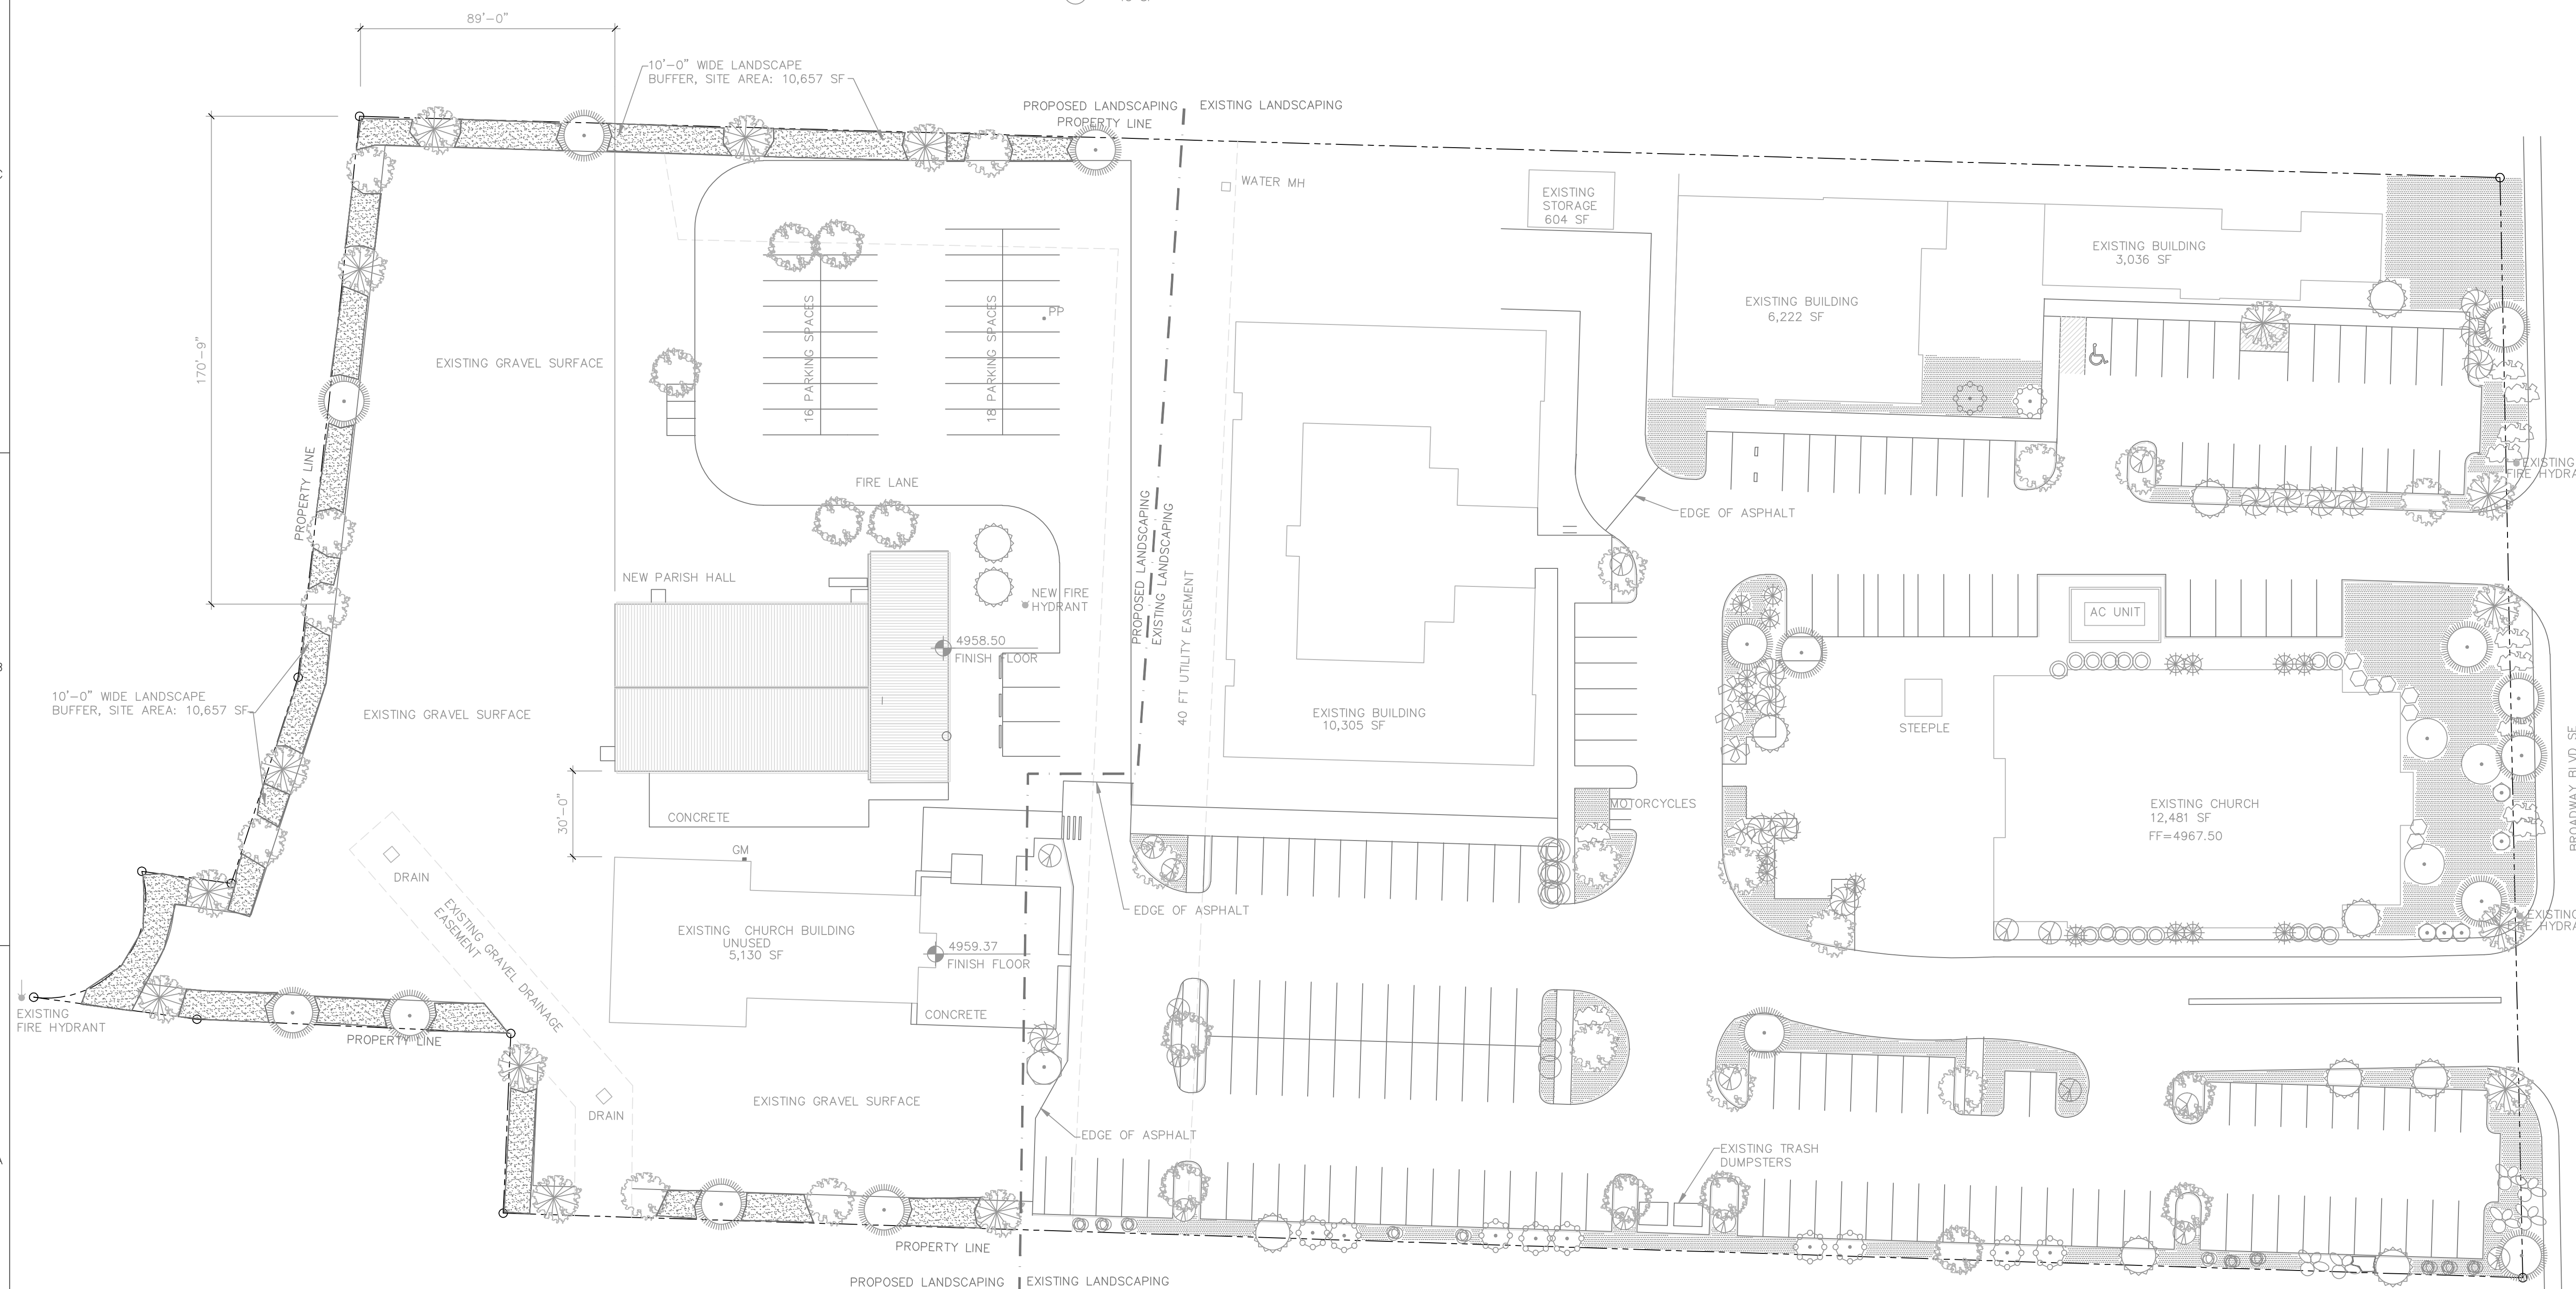 89'-0"
10'-0" WIDE LANDSCAPE
BUFFER, SITE AREA: 10,657 SF
PROPOSED LANDSCAPING
EXISTING LANDSCAPING
PROPERTY LINE
WATER MH
EXISTING
STORAGE
604 SF
EXISTING BUILDING
3,036 SF
EXISTING BUILDING
6,222 SF
170'-9"
EXISTING GRAVEL SURFACE
16 PARKING SPACES
18 PARKING SPACES
PP
PROPERTY LINE
FIRE LANE
EXISTING
EDGE OF ASPHALT
PROPOSED LANDSCAPING
EXISTING LANDSCAPING
40 FT UTILITY EASEMENT
NEW PARISH HALL
NEW FIRE
HYDRANT
4958.50
FINISH FLOOR
AC UNIT
10'-0" WIDE LANDSCAPE
BUFFER, SITE AREA: 10,657 SF
EXISTING GRAVEL SURFACE
EXISTING BUILDING
10,305 SF
STEEPLE
BROADWAY BLVD SE
CONCRETE
30'-0"
MOTORCYCLES
EXISTING CHURCH
12,481 SF
FF=4967.50
GM
DRAIN
EXISTING GRAVEL DRAINAGE
EASEMENT
EDGE OF ASPHALT
EXISTING CHURCH BUILDING
UNUSED
5,130 SF
4959.37
FINISH FLOOR
EXISTING
EXISTING
FIRE HYDRANT
CONCRETE
PROPERTY LINE
EXISTING GRAVEL SURFACE
DRAIN
EDGE OF ASPHALT
EXISTING TRASH
DUMPSTERS
PROPERTY LINE
PROPOSED LANDSCAPING
EXISTING LANDSCAPING